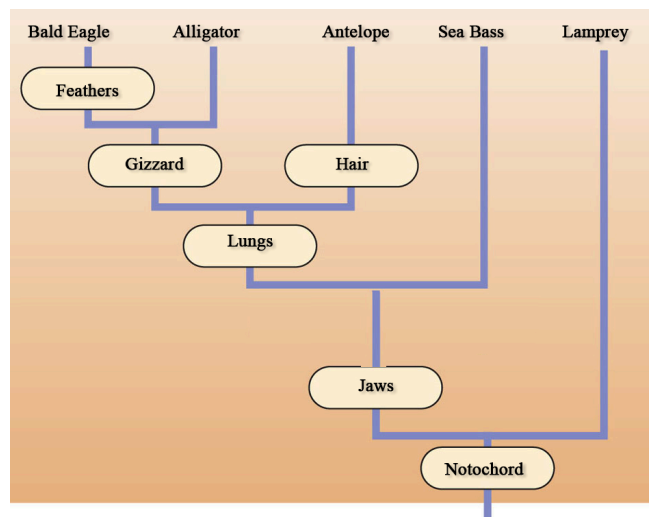 Bald Eagle Alligator Antelope Sea Bass Lamprey
Feathers
Gizzard Hair
Lungs
Jaws
Notochord